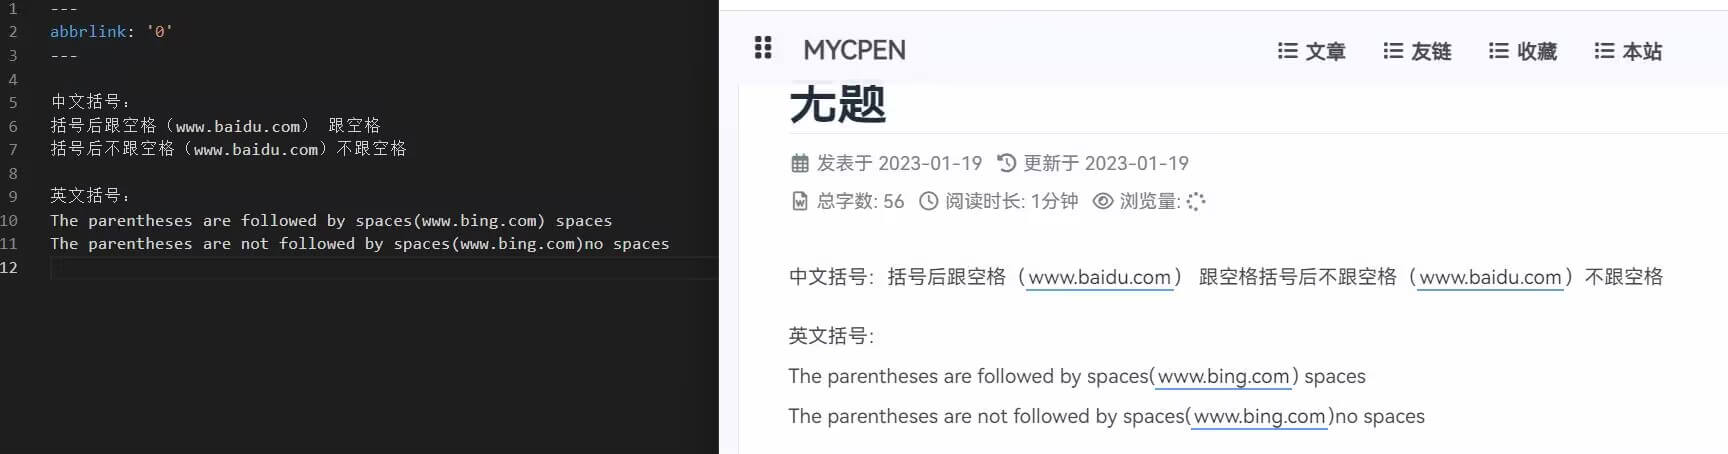 1 ---
2 abbrlink: '0'
3 ---
4
5 中文括号：
6 括号后跟空格（www.baidu.com） 跟空格
7 括号后不跟空格（www.baidu.com）不跟空格
8
9 英文括号：
10 The parentheses are followed by spaces(www.bing.com) spaces
11 The parentheses are not followed by spaces(www.bing.com)no spaces
12
MYCPEN 文章 友链 收藏 本站
无题
发表于 2023-01-19 更新于 2023-01-19
总字数: 56 阅读时长: 1分钟 浏览量:
中文括号：括号后跟空格（www.baidu.com） 跟空格括号后不跟空格（www.baidu.com）不跟空格
英文括号：
The parentheses are followed by spaces(www.bing.com) spaces
The parentheses are not followed by spaces(www.bing.com)no spaces